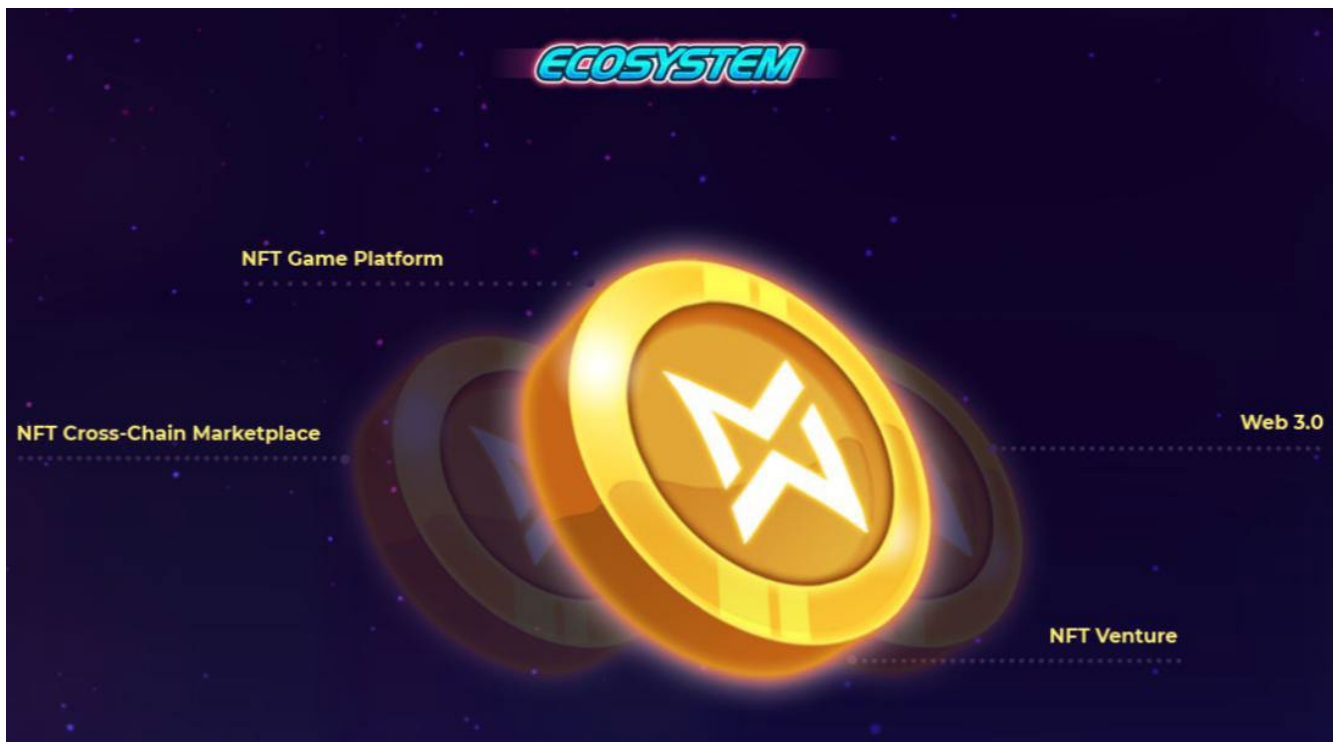 ECOSYSTEM
NFT Game Platform
NFT Cross-Chain Marketplace
Web 3.0
NFT Venture